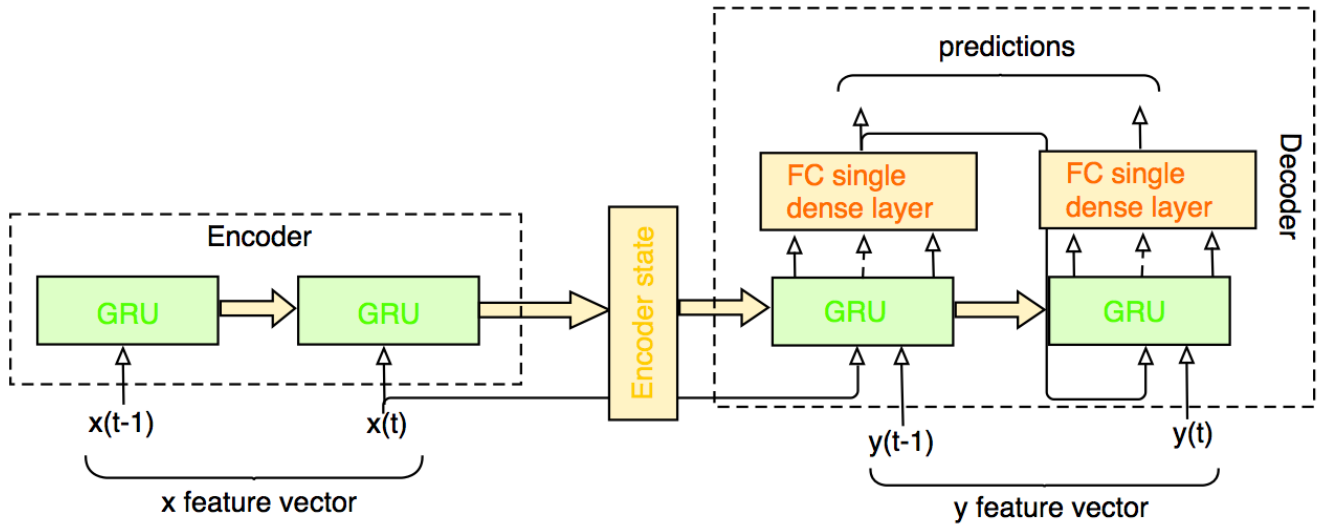 predictions
FC single
dense layer
FC single
dense layer
Decoder
Encoder
GRU
GRU
Encoder state
GRU
GRU
x(t-1)
x(t)
y(t-1)
y(t)
x feature vector
y feature vector